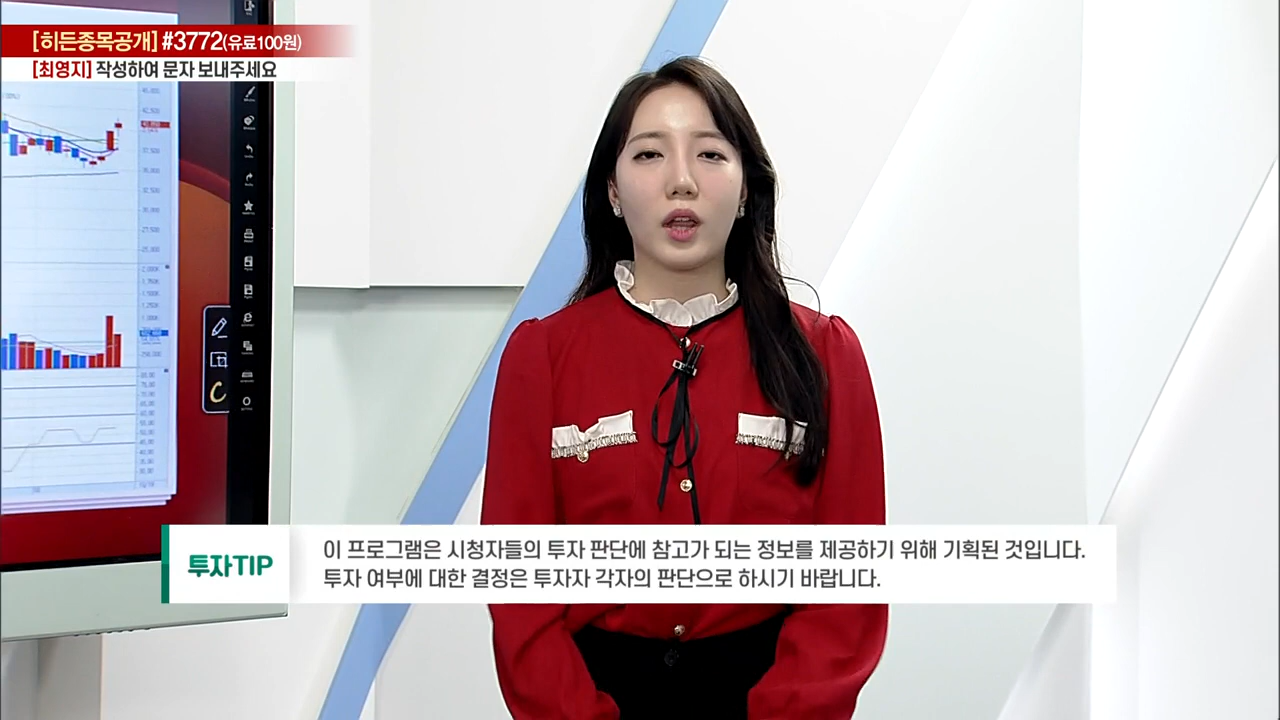 [히든종목공개] #3772(유료100원)
[최영지] 작성하여 문자 보내주세요
투자TIP
이 프로그램은 시청자들의 투자 판단에 참고가 되는 정보를 제공하기 위해 기획된 것입니다.
투자 여부에 대한 결정은 투자자 각자의 판단으로 하시기 바랍니다.